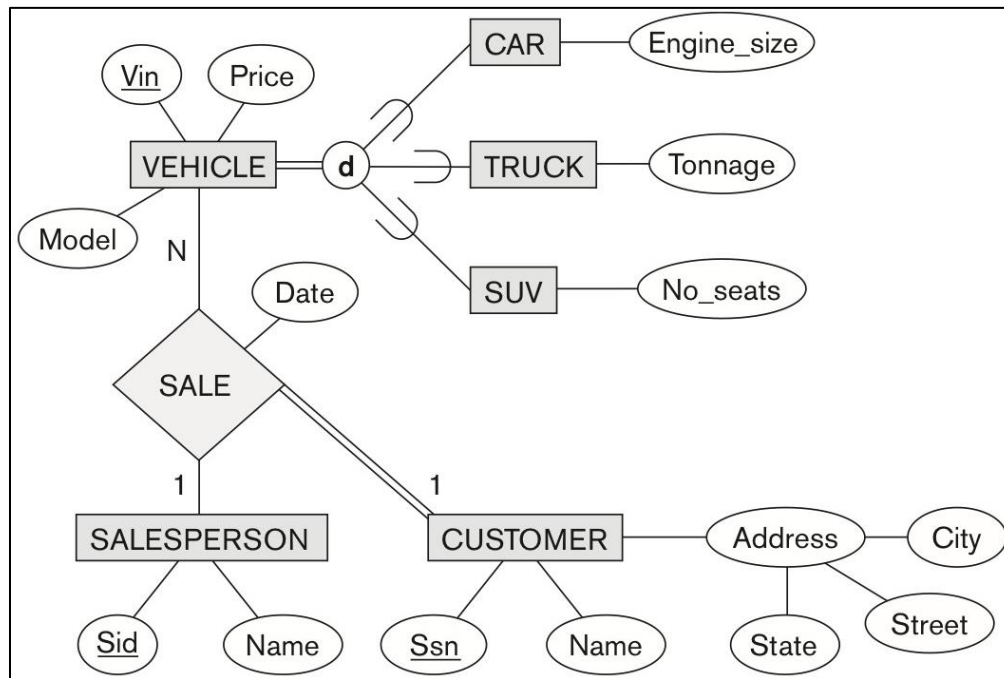 CAR
Engine_size
Vin
Price
VEHICLE
d
TRUCK
Tonnage
Model
N
Date
SUV
No_seats
SALE
1
1
SALESPERSON
CUSTOMER
Address
City
Sid
Name
Ssn
Name
State
Street